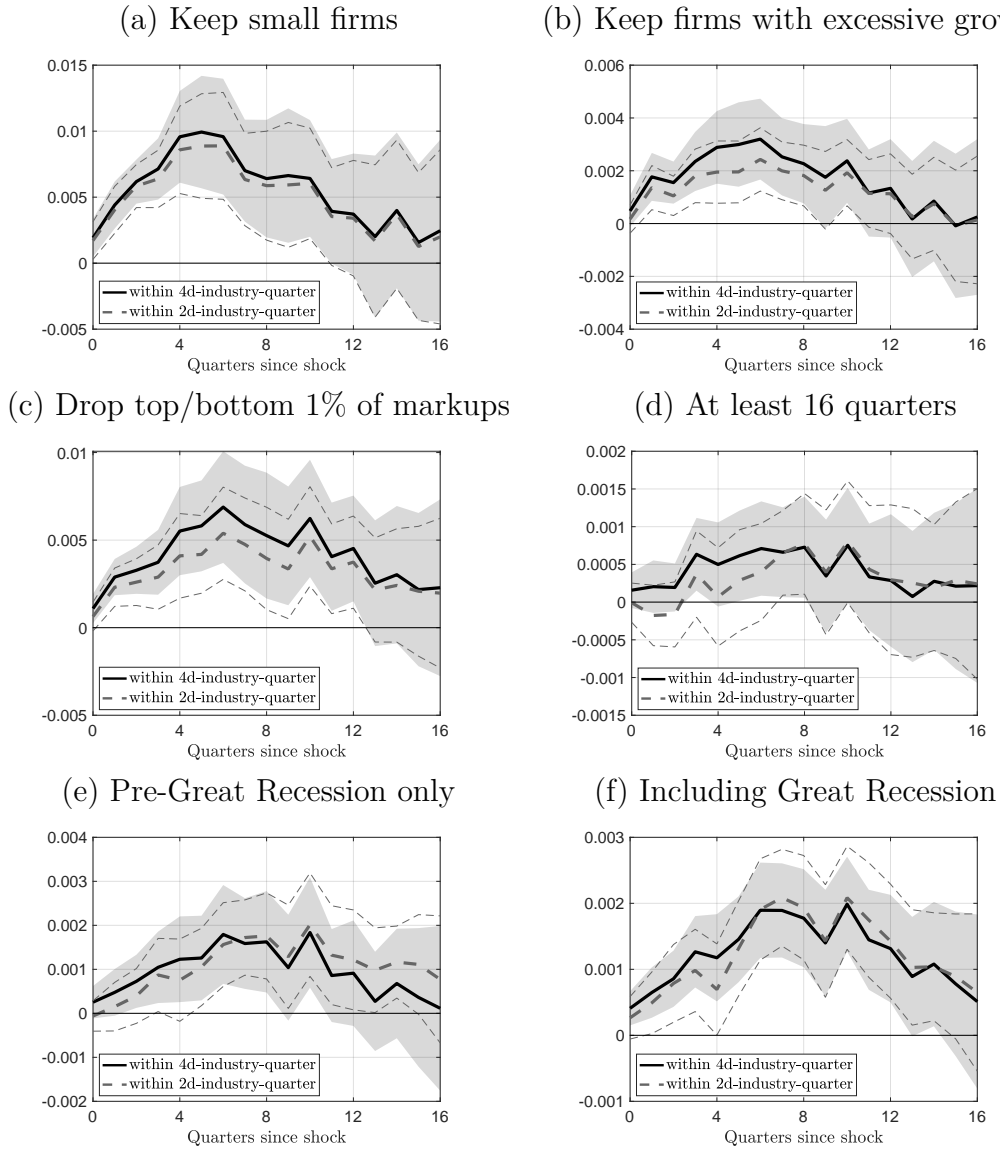 (a) Keep small firms
0.015
0.01
0.005
0
-0.005
within 4d-industry-quarter
within 2d-industry-quarter
0 4 8 12 16
Quarters since shock
(b) Keep firms with excessive grow
0.006
0.004
0.002
0
-0.002
-0.004
within 4d-industry-quarter
within 2d-industry-quarter
0 4 8 12 16
Quarters since shock
(c) Drop top/bottom 1% of markups
0.01
0.005
0
-0.005
within 4d-industry-quarter
within 2d-industry-quarter
0 4 8 12 16
Quarters since shock
(d) At least 16 quarters
0.002
0.0015
0.001
0.0005
0
-0.0005
-0.001
-0.0015
within 4d-industry-quarter
within 2d-industry-quarter
0 4 8 12 16
Quarters since shock
(e) Pre-Great Recession only
0.004
0.003
0.002
0.001
0
-0.001
-0.002
within 4d-industry-quarter
within 2d-industry-quarter
0 4 8 12 16
Quarters since shock
(f) Including Great Recession
0.003
0.002
0.001
0
-0.001
within 4d-industry-quarter
within 2d-industry-quarter
0 4 8 12 16
Quarters since shock